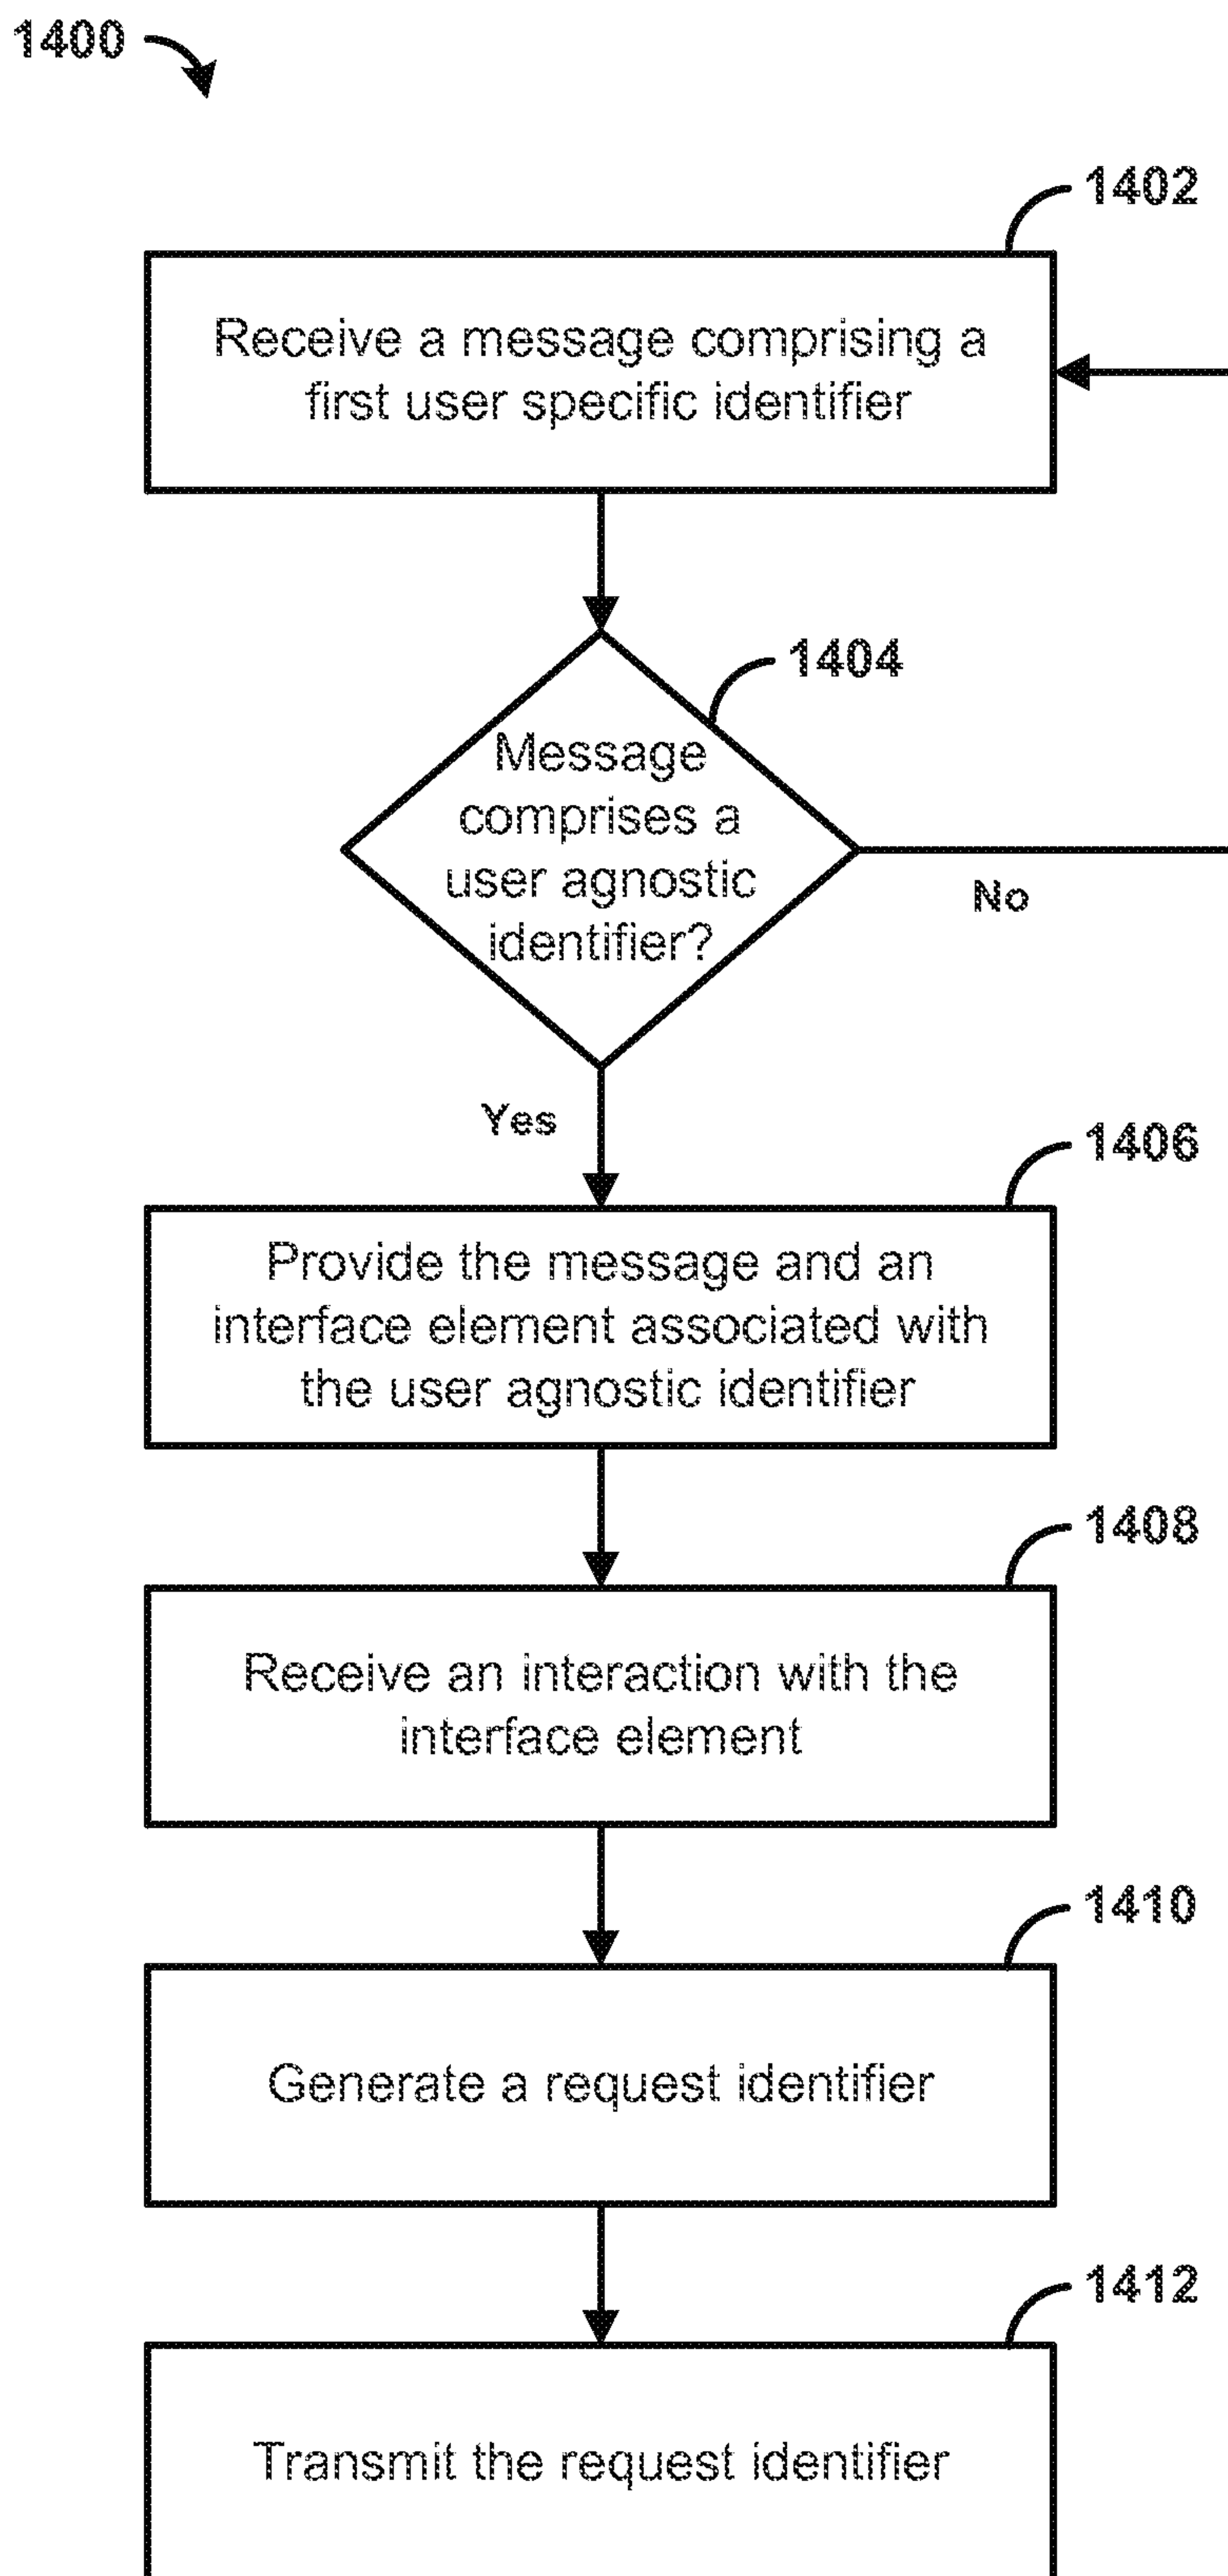 1400
1402
Receive a message comprising a
first user specific identifier
1404
Message
comprises a
user agnostic
identifier?
No
Yes
1406
Provide the message and an
interface element associated with
the user agnostic identifier
1408
Receive an interaction with the
interface element
1410
Generate a request identifier
1412
Transmit the request identifier